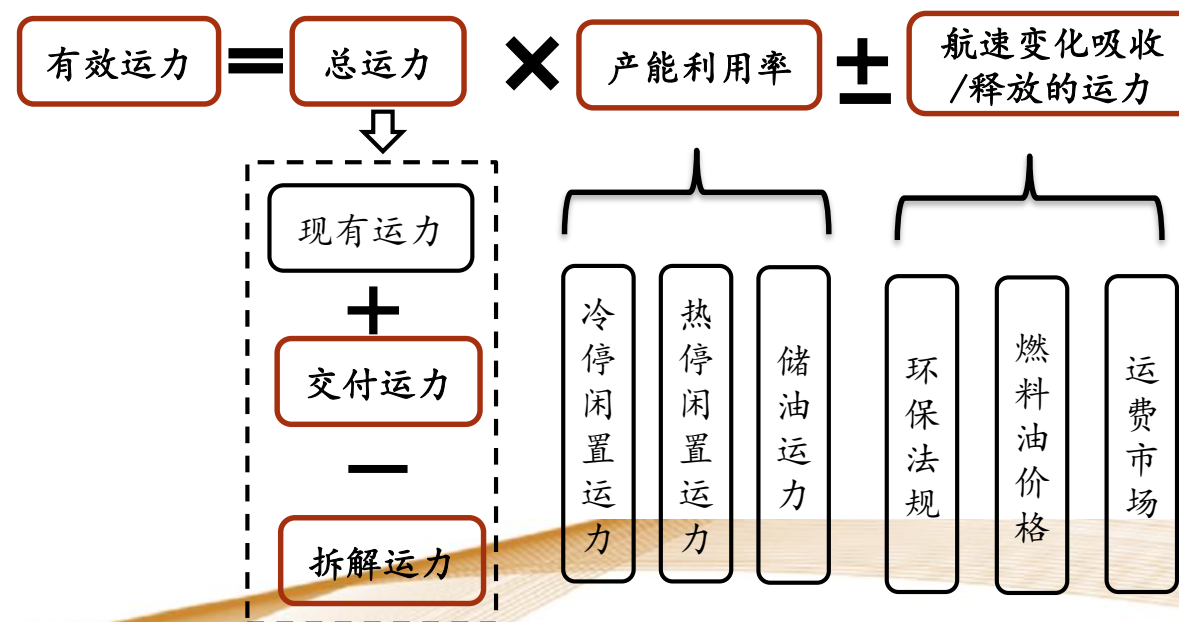 有效运力
=
总运力
×
产能利用率
±
航速变化吸收
/释放的运力
现有运力
+
交付运力
—
拆解运力
冷停闲置运力
热停闲置运力
储油运力
环保法规
燃料油价格
运费市场